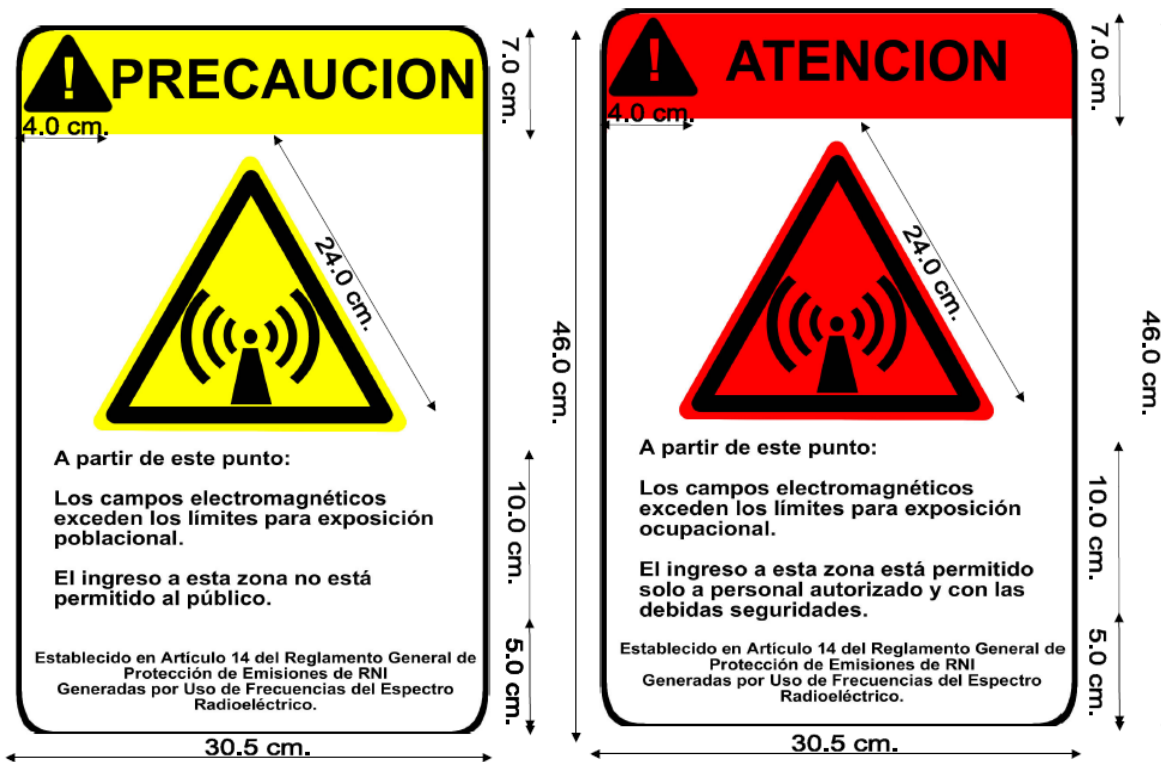 ! PRECAUCION
4.0 cm.
7.0 cm.
24.0 cm.
46.0 cm.
A partir de este punto:
Los campos electromagnéticos
exceden los límites para exposición
poblacional.
El ingreso a esta zona no está
permitido al público.
10.0 cm.
Establecido en Artículo 14 del Reglamento General de
Protección de Emisiones de RNI
Generadas por Uso de Frecuencias del Espectro
Radioeléctrico.
5.0 cm.
30.5 cm.
! ATENCION
4.0 cm.
7.0 cm.
24.0 cm.
46.0 cm.
A partir de este punto:
Los campos electromagnéticos
exceden los límites para exposición
ocupacional.
El ingreso a esta zona está permitido
solo a personal autorizado y con las
debidas seguridades.
10.0 cm.
Establecido en Artículo 14 del Reglamento General de
Protección de Emisiones de RNI
Generadas por Uso de Frecuencias del Espectro
Radioeléctrico.
5.0 cm.
30.5 cm.